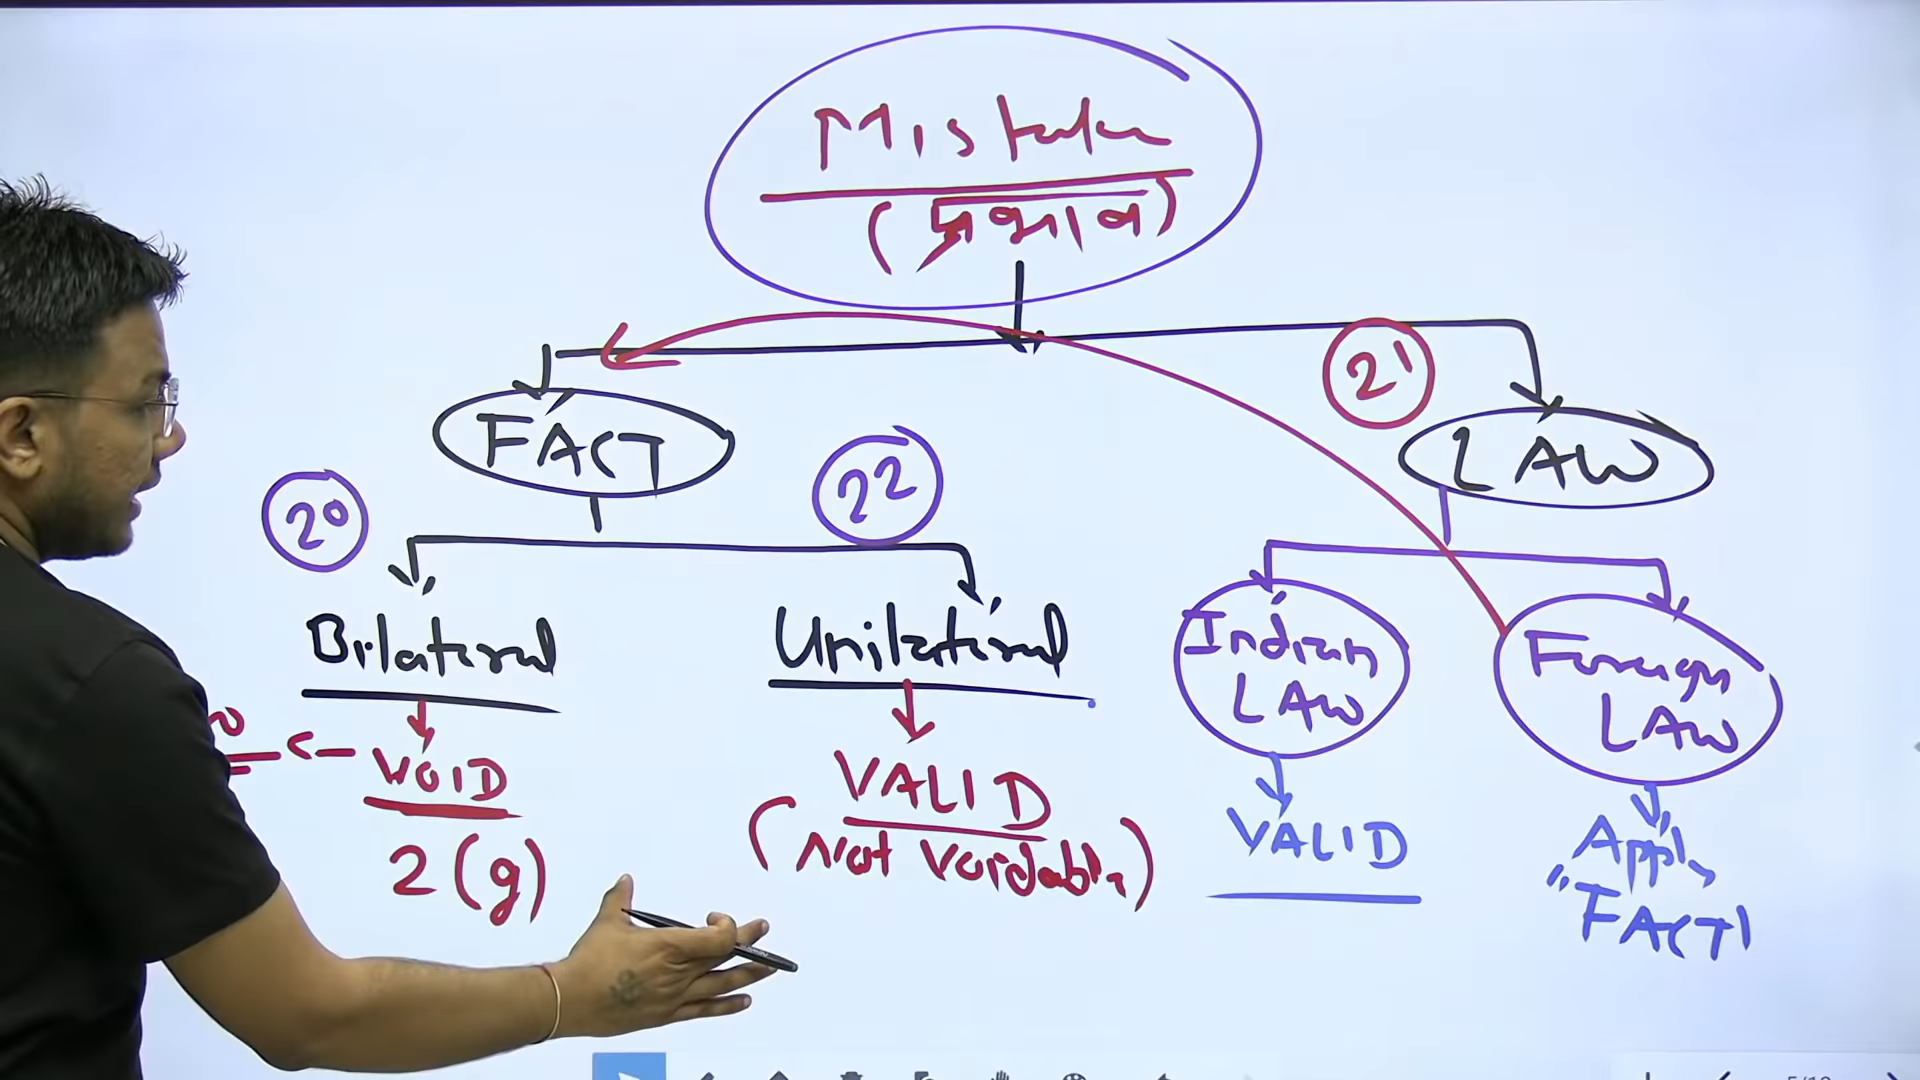 Mistake
(प्रभाव)
21
FACT
LAW
20
22
Bilateral
Unilateral
Indian
LAW
Foreign
LAW
VOID
2(g)
VALID
(Not Voidable)
VALID
Apply
"FACT"